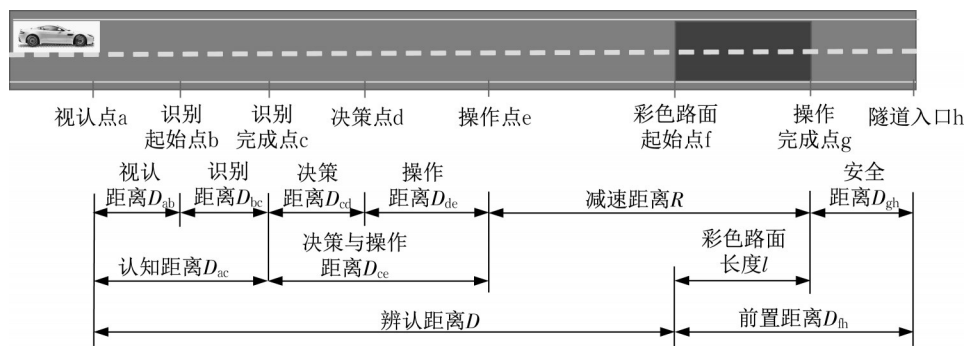 视认点a
识别
起始点b
识别
完成点c
决策点d
操作点e
彩色路面
起始点f
操作
完成点g
隧道入口h
视认
距离Dab
识别
距离Dbc
决策
距离Dcd
操作
距离Dde
减速距离R
安全
距离Dgh
认知距离Dac
决策与操作
距离Dce
彩色路面
长度l
辨认距离D
前置距离Dfh